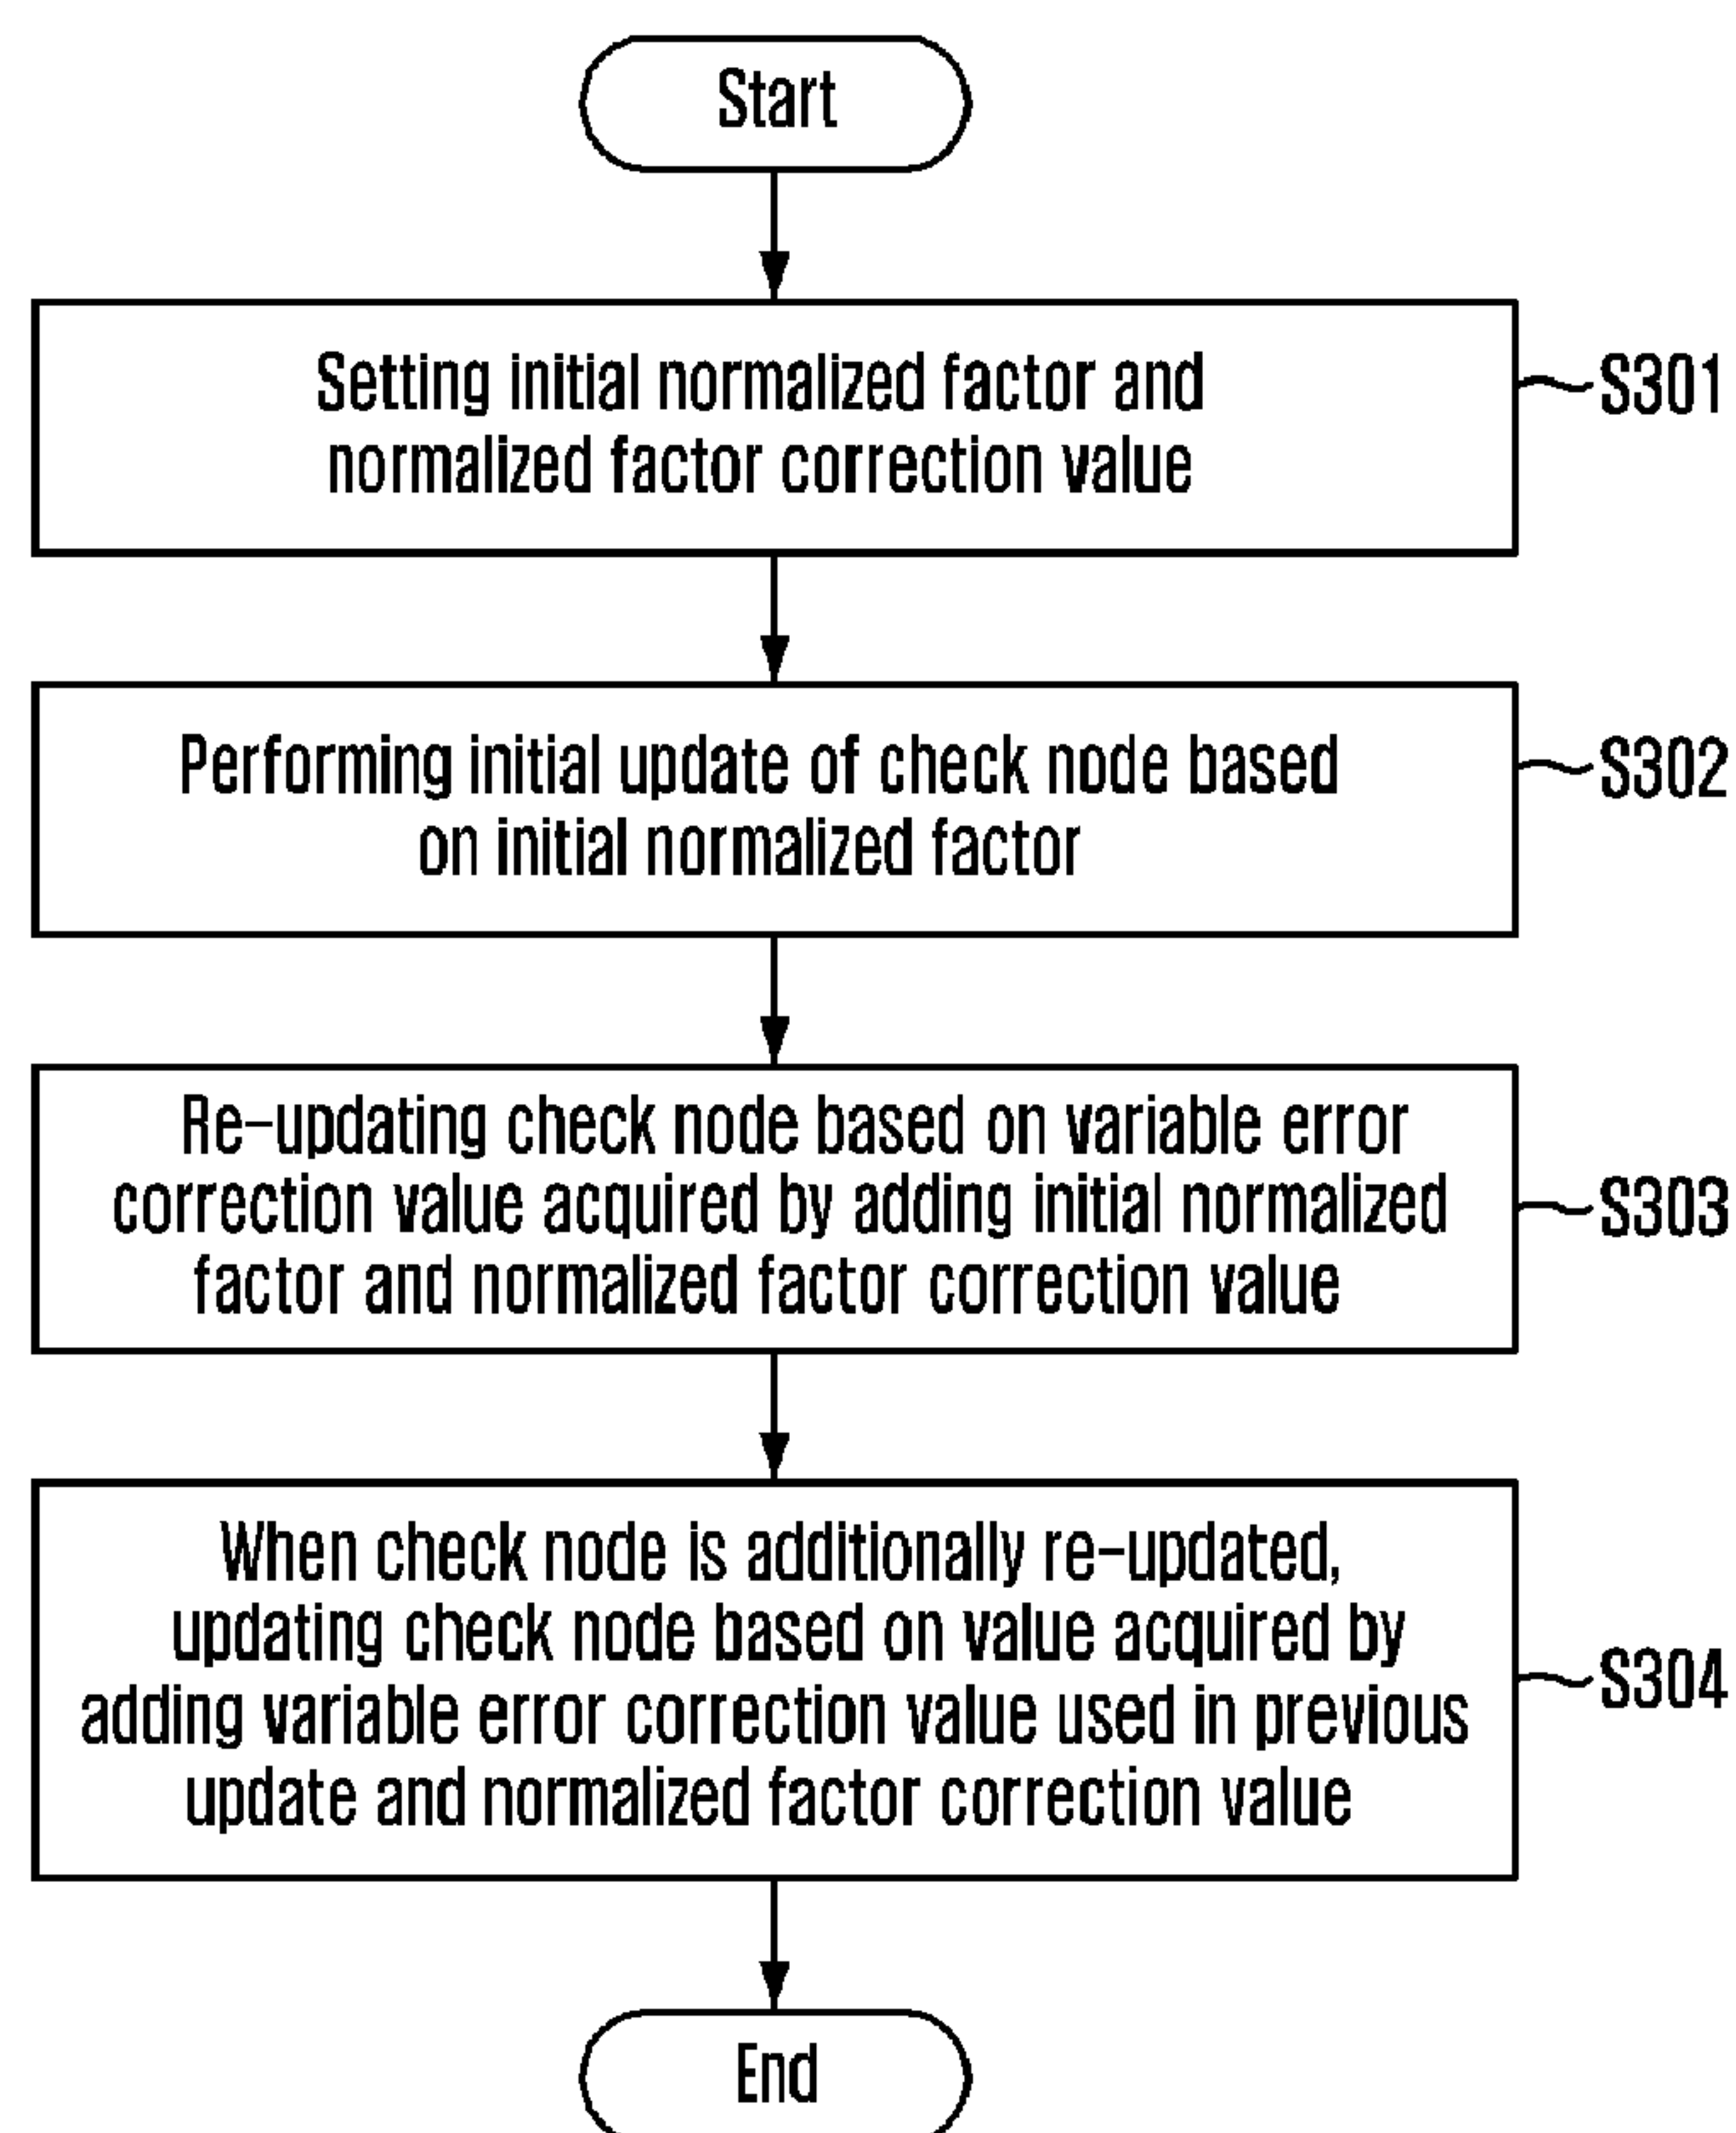 Start
Setting initial normalized factor and
normalized factor correction value
S301
Performing initial update of check node based
on initial normalized factor
S302
Re-updating check node based on variable error
correction value acquired by adding initial normalized
factor and normalized factor correction value
S303
When check node is additionally re-updated,
updating check node based on value acquired by
adding variable error correction value used in previous
update and normalized factor correction value
S304
End